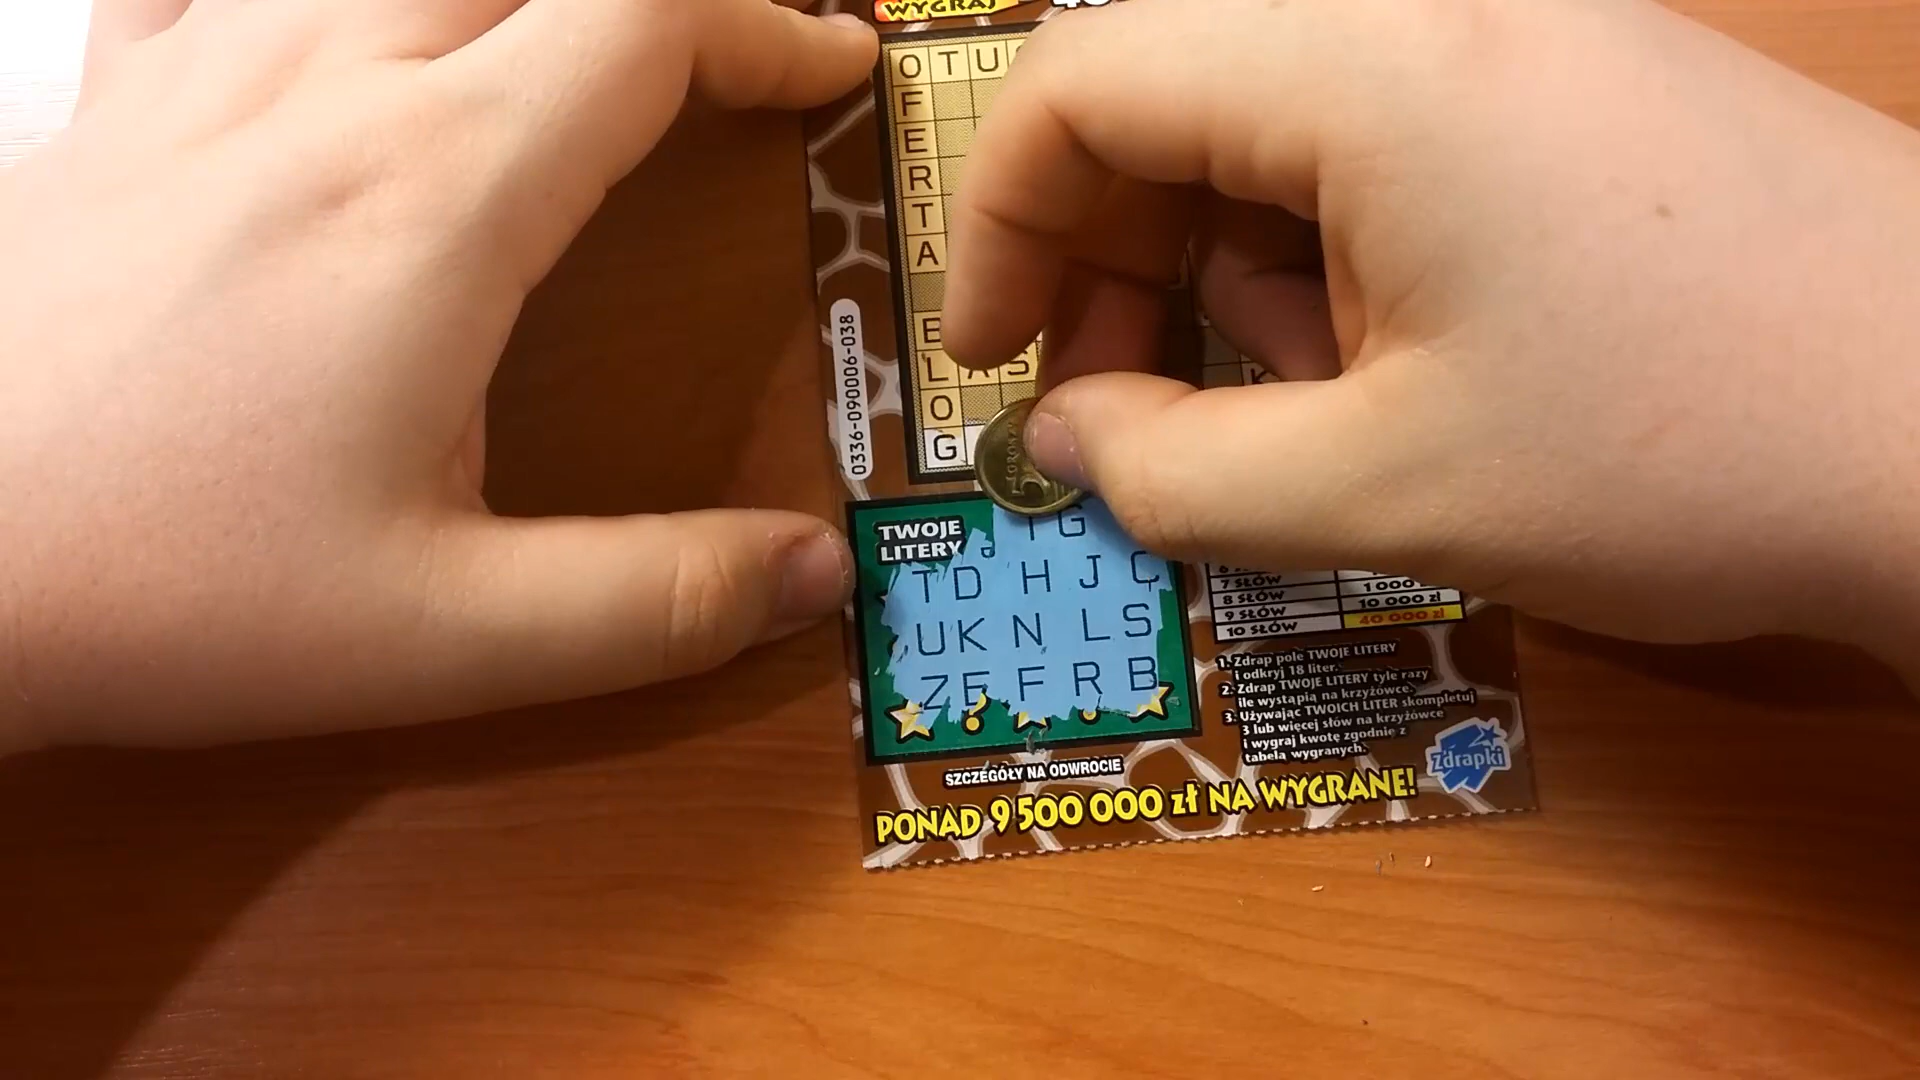 WYGRAJ
O T U
F
E
R
T
A
B
L A S
O
G
0336-090006-038
TWOJE
LITERY
G
T D H J C
U K N L S
Z E F R B
7 SŁÓW 1 000 zł
8 SŁÓW 10 000 zł
9 SŁÓW 40 000 zł
10 SŁÓW
1. Zdrap pole TWOJE LITERY
i odkryj 18 liter.
2. Zdrap TWOJE LITERY tyle razy
ile wystąpią na krzyżówce.
3. Używając TWOICH LITER skompletuj
3 lub więcej słów na krzyżówce
i wygraj kwotę zgodnie z
tabelą wygranych.
Zdrapki
SZCZEGÓŁY NA ODWROCIE
PONAD 9 500 000 zł NA WYGRANE!